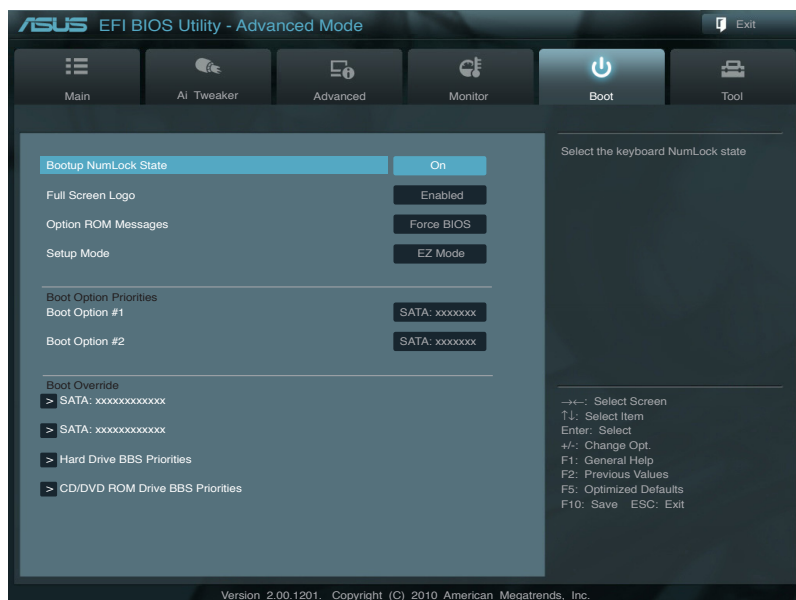 ASUS EFI BIOS Utility - Advanced Mode
Exit
Main
Ai Tweaker
Advanced
Monitor
Boot
Tool
Bootup NumLock State On
Full Screen Logo Enabled
Option ROM Messages Force BIOS
Setup Mode EZ Mode
Boot Option Priorities
Boot Option #1 SATA: xxxxxxx
Boot Option #2 SATA: xxxxxxx
Boot Override
> SATA: xxxxxxxxxxxx
> SATA: xxxxxxxxxxxx
> Hard Drive BBS Priorities
> CD/DVD ROM Drive BBS Priorities
Select the keyboard NumLock state
→←: Select Screen
↑↓: Select Item
Enter: Select
+/-: Change Opt.
F1: General Help
F2: Previous Values
F5: Optimized Defaults
F10: Save ESC: Exit
Version 2.00.1201. Copyright (C) 2010 American Megatrends, Inc.